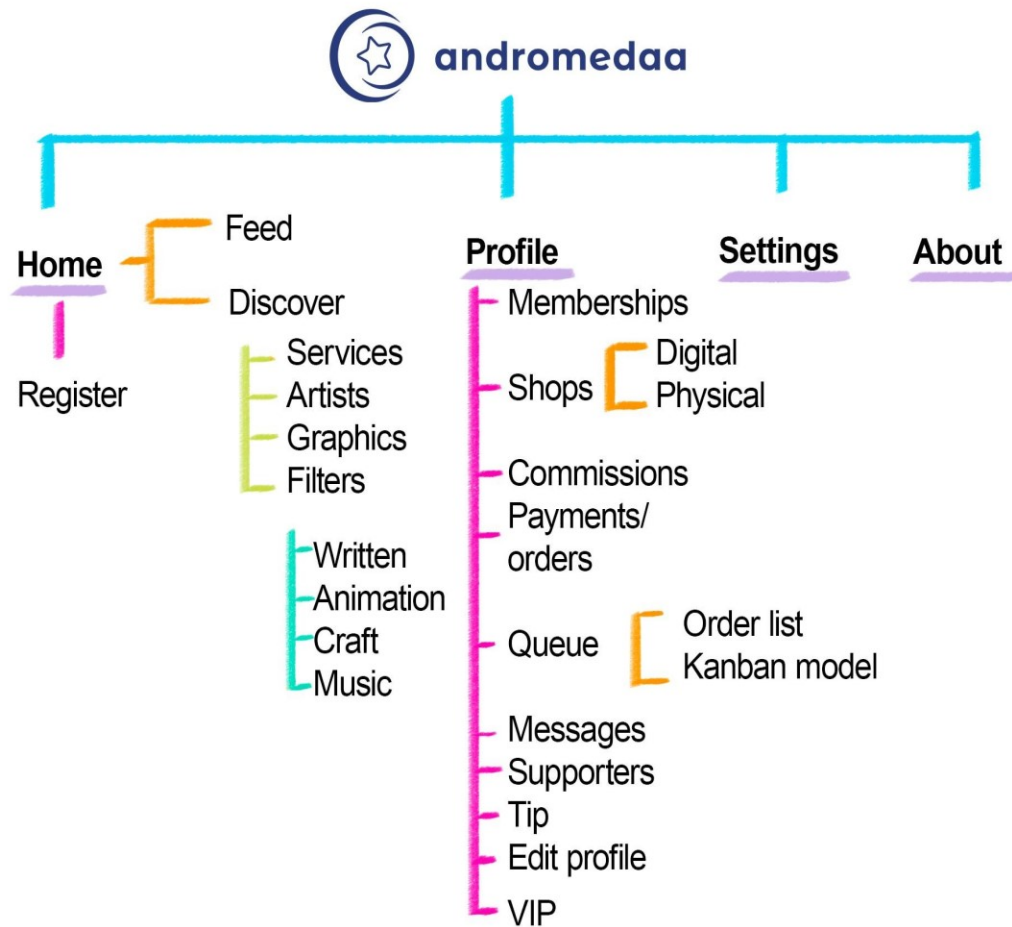 andromedaa
Home
Feed
Discover
Register
Services
Artists
Graphics
Filters
Written
Animation
Craft
Music
Profile
Memberships
Shops
Digital
Physical
Commissions
Payments/
orders
Queue
Order list
Kanban model
Messages
Supporters
Tip
Edit profile
VIP
Settings
About